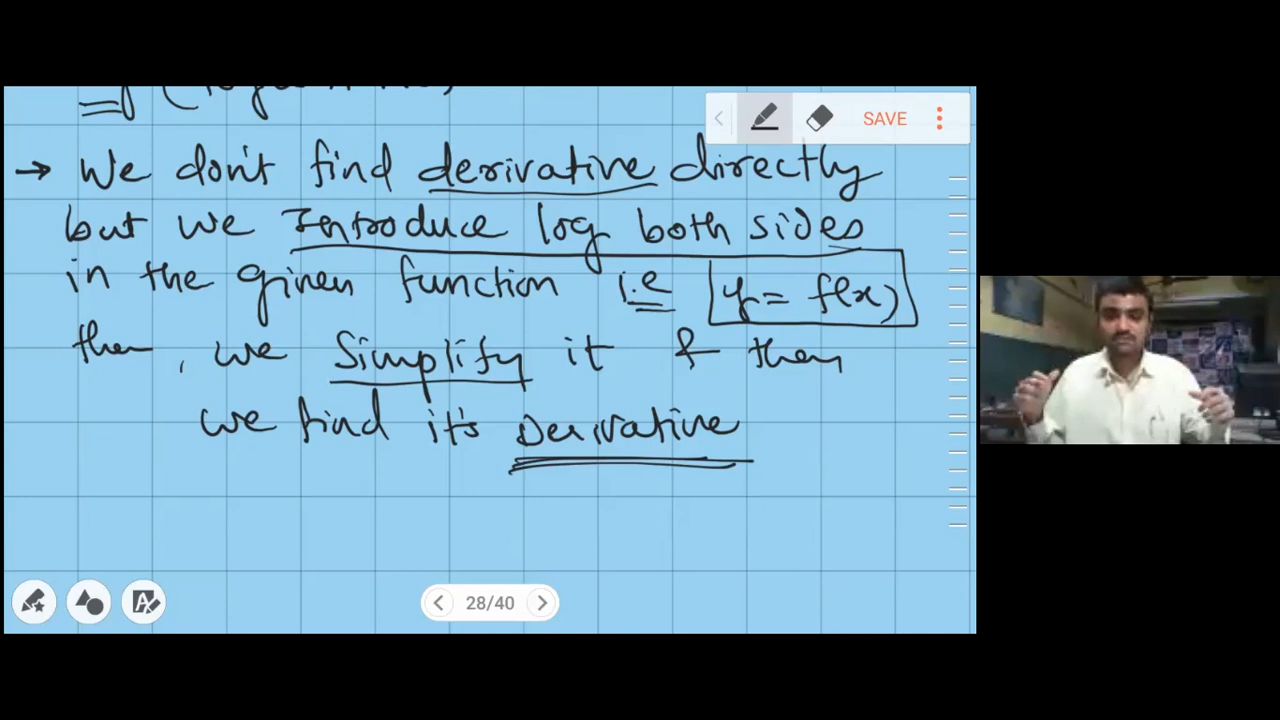 SAVE
→ We don't find derivative directly
but we Introduce log both sides
in the given function i.e y = f(x)
then, we Simplify it & then
we find it's Derivative
28/40